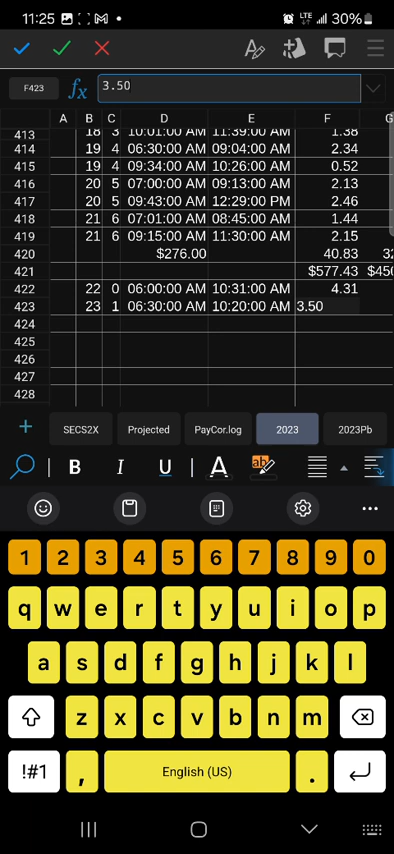 11:25 LTE 30%
F423 fx 3.50
A B C D E F G
413 18 3 10:01:00 AM 11:39:00 AM 1.38
414 19 4 06:30:00 AM 09:04:00 AM 2.34
415 19 4 09:34:00 AM 10:26:00 AM 0.52
416 20 5 07:00:00 AM 09:13:00 AM 2.13
417 20 5 09:43:00 AM 12:29:00 PM 2.46
418 21 6 07:01:00 AM 08:45:00 AM 1.44
419 21 6 09:15:00 AM 11:30:00 AM 2.15
420 $276.00 40.83
421 $577.43
422 22 0 06:00:00 AM 10:31:00 AM 4.31
423 23 1 06:30:00 AM 10:20:00 AM 3.50
424
425
426
427
428
+ SECS2X Projected PayCor.log 2023 2023Pb
B I U A ab
1 2 3 4 5 6 7 8 9 0
q w e r t y u i o p
a s d f g h j k l
z x c v b n m
!#1 , English (US) .